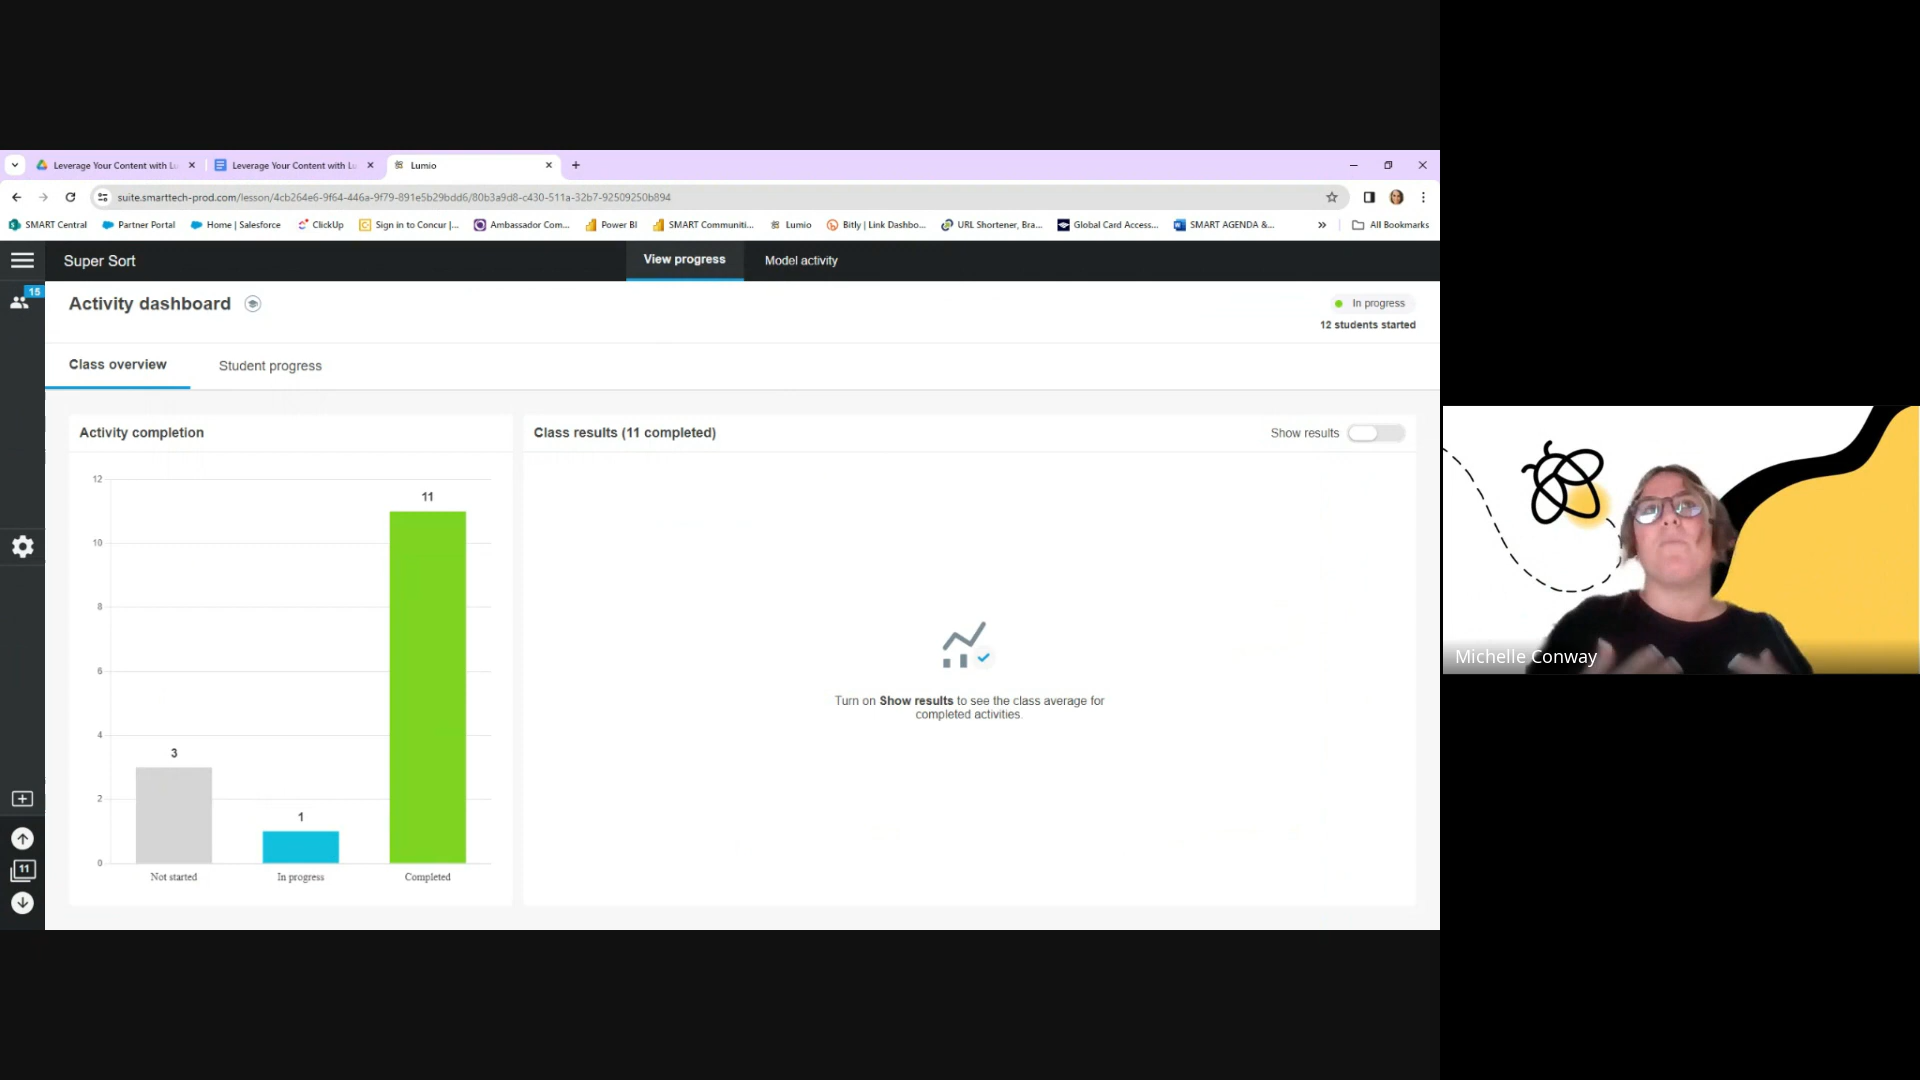 Leverage Your Content with Lu
Leverage Your Content with Lu
Lumio
suite.smarttech-prod.com/lesson/4cb264e6-9f64-446a-9f79-891e5b29bdd6/80b3a9d8-c430-511a-32b7-92509250b894
SMART Central
Partner Portal
Home | Salesforce
ClickUp
Sign in to Concur |...
Ambassador Com...
Power BI
SMART Communiti...
Lumio
Bitly | Link Dashbo...
URL Shortener, Bra...
Global Card Access...
SMART AGENDA &...
All Bookmarks
Super Sort
View progress
Model activity
15
Activity dashboard
In progress
12 students started
Class overview
Student progress
Activity completion
Class results (11 completed)
Show results
12
10
8
6
4
2
0
3
1
11
Not started
In progress
Completed
Turn on Show results to see the class average for
completed activities.
11
Michelle Conway